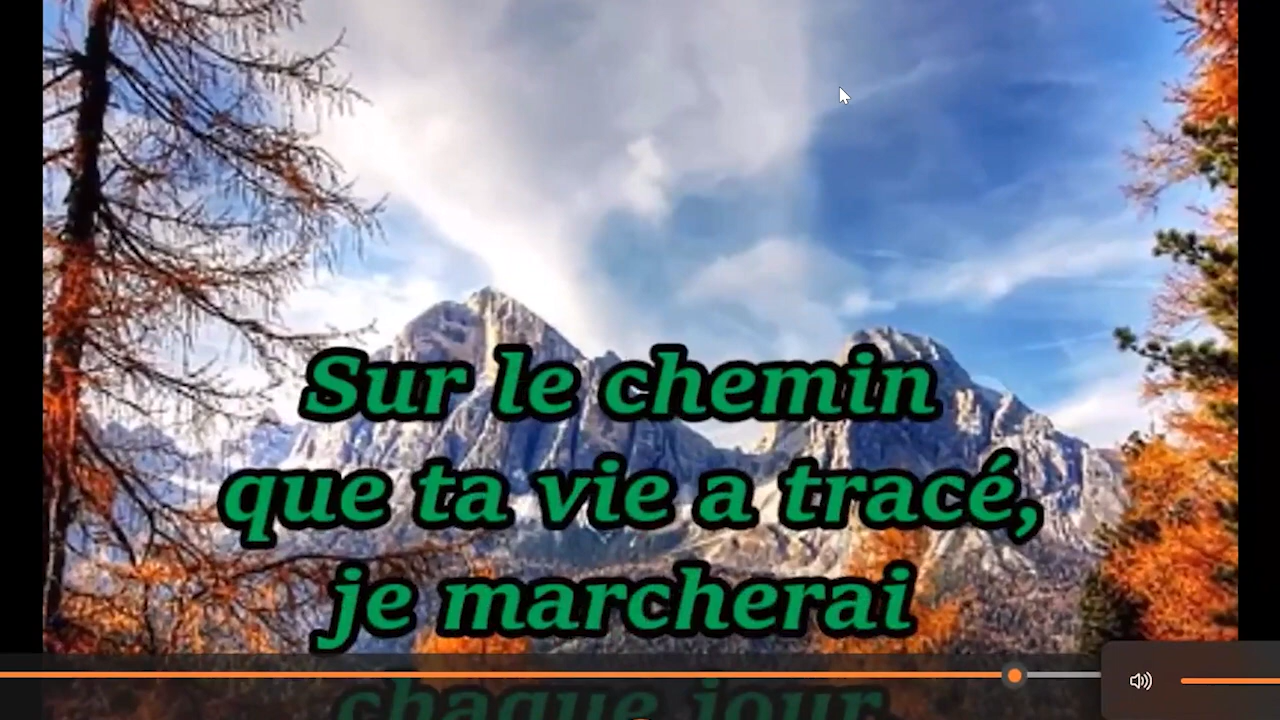 Sur le chemin
que ta vie a tracé,
je marcherai
chaque jour